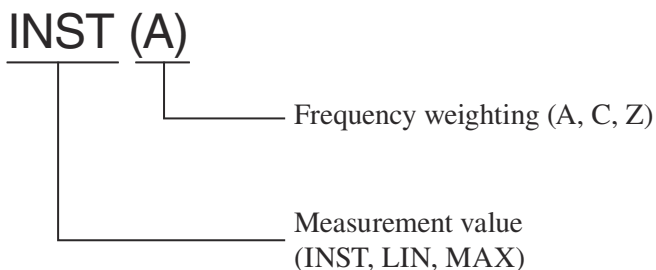 INST (A)
Frequency weighting (A, C, Z)
Measurement value
(INST, LIN, MAX)